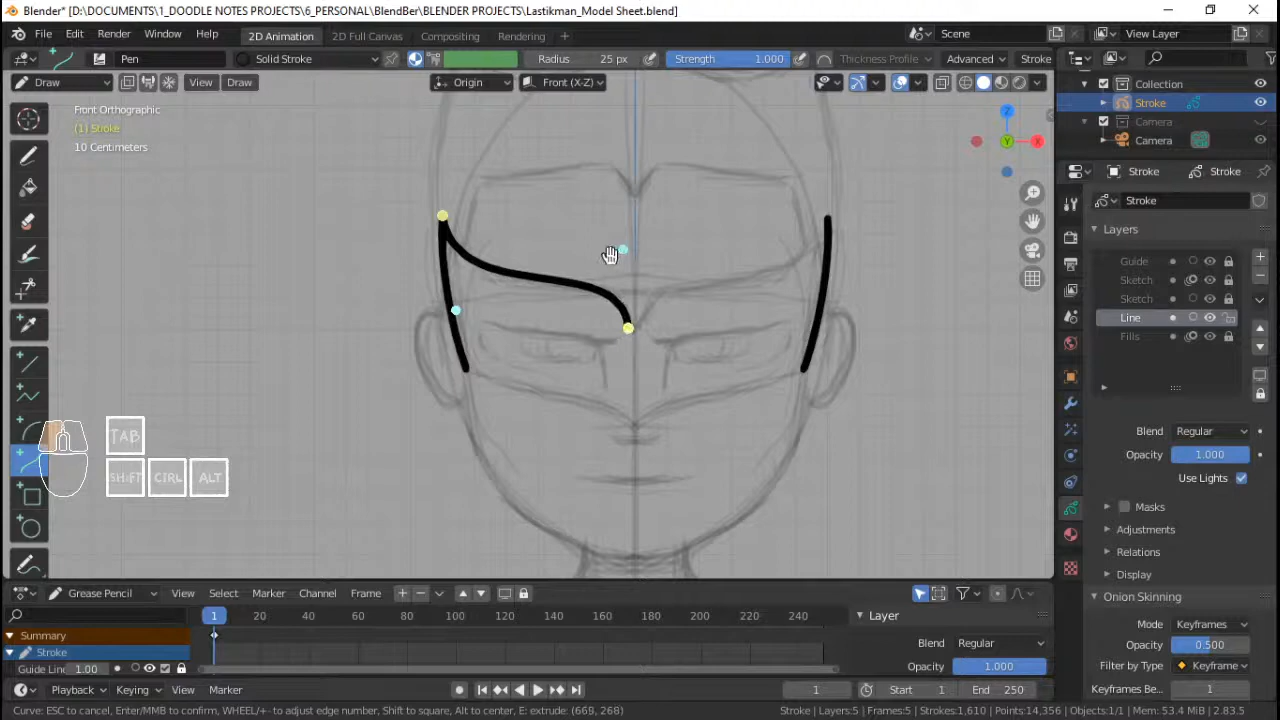 Blender* [D:\DOCUMENTS\1_DOODLE NOTES PROJECTS\6_PERSONAL\BlendBer\BLENDER PROJECTS\Lastikman_Model Sheet.blend]
File Edit Render Window Help 2D Animation 2D Full Canvas Compositing Rendering Scene View Layer
Pen Solid Stroke Radius 25 px Strength 1.000 Thickness Profile Advanced Stroke
Draw View Draw Origin Front (X-Z)
Collection
Stroke
Camera
Camera
Front Orthographic
(1) Stroke
10 Centimeters
Z
Y
X
Stroke Stroke
Stroke
Layers
Guide
Sketch
Sketch
Line
Fills
TAB
SHIFT CTRL ALT
Blend Regular
Opacity 1.000
Use Lights
Masks
Adjustments
Relations
Display
Onion Skinning
Mode Keyframes
Opacity 0.500
Filter by Type Keyframe
Keyframes Be... 1
Grease Pencil View Select Marker Channel Frame
1 20 40 60 80 100 120 140 160 180 200 220 240
Layer
Summary
Stroke
Guide Line 1.00
Blend Regular
Opacity 1.000
Playback Keying View Marker 1 Start 1 End 250
Curve: ESC to cancel, Enter/MMB to confirm, WHEEL/+- to adjust edge number, Shift to square, Alt to center, E: extrude: (669, 268) Stroke | Layers:5 | Frames:5 | Strokes:1,610 | Points:14,356 | Objects:1/1 | Mem: 53.4 MiB | 2.83.5